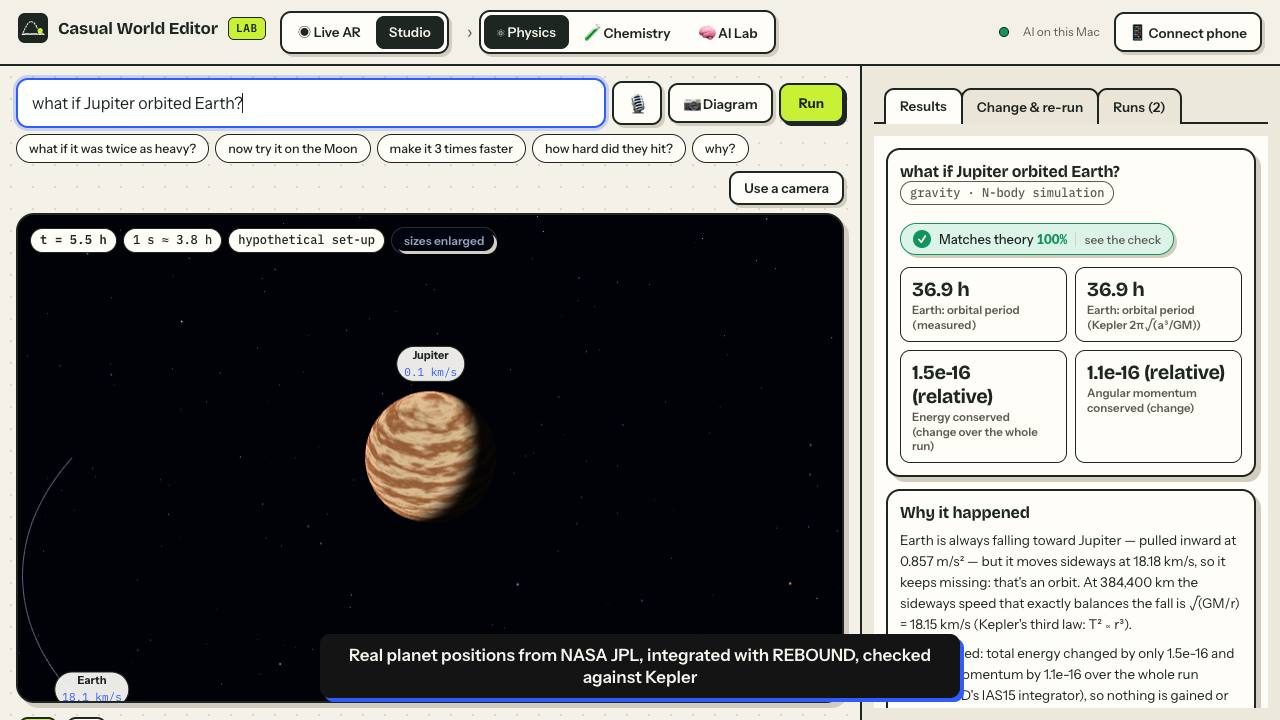 Casual World Editor
LAB
Live AR
Studio
›
Physics
Chemistry
AI Lab
AI on this Mac
Connect phone
what if Jupiter orbited Earth?
Diagram
Run
what if it was twice as heavy?
now try it on the Moon
make it 3 times faster
how hard did they hit?
why?
Use a camera
t = 5.5 h
1 s ≈ 3.8 h
hypothetical set-up
sizes enlarged
Jupiter
0.1 km/s
Earth
18.1 km/s
Real planet positions from NASA JPL, integrated with REBOUND, checked
against Kepler
Results
Change & re-run
Runs (2)
what if Jupiter orbited Earth?
gravity · N-body simulation
Matches theory 100%
see the check
36.9 h
Earth: orbital period
(measured)
36.9 h
Earth: orbital period
(Kepler 2π√(a³/GM))
1.5e-16
(relative)
Energy conserved
(change over the whole
run)
1.1e-16 (relative)
Angular momentum
conserved (change)
Why it happened
Earth is always falling toward Jupiter — pulled inward at
0.857 m/s² — but it moves sideways at 18.18 km/s, so it
keeps missing: that's an orbit. At 384,400 km the
sideways speed that exactly balances the fall is √(GM/r)
= 18.15 km/s (Kepler's third law: T² ∝ r³).
ed: total energy changed by only 1.5e-16 and
omentum by 1.1e-16 over the whole run
D's IAS15 integrator), so nothing is gained or